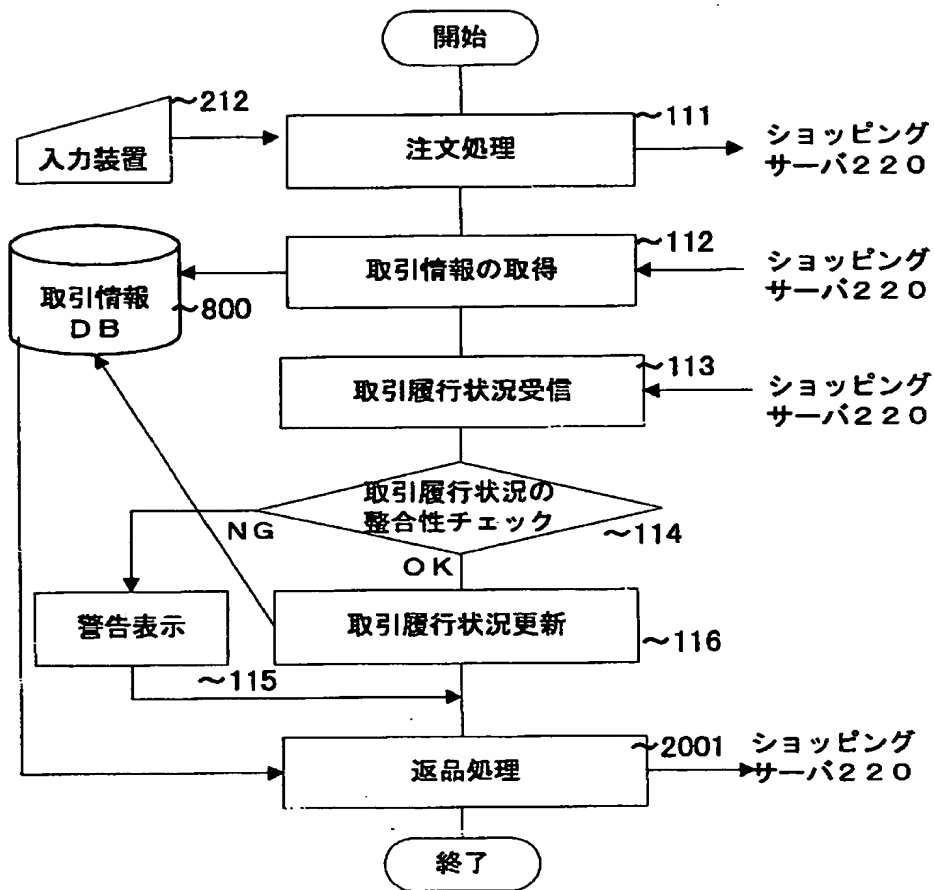 開始
~212
~111
入力装置
注文処理
ショッピング
サーバ220
~112
取引情報の取得
ショッピング
サーバ220
取引情報
DB
~800
~113
取引履行状況受信
ショッピング
サーバ220
取引履行状況の
整合性チェック
~114
NG
OK
警告表示
取引履行状況更新
~116
~115
~2001
返品処理
ショッピング
サーバ220
終了